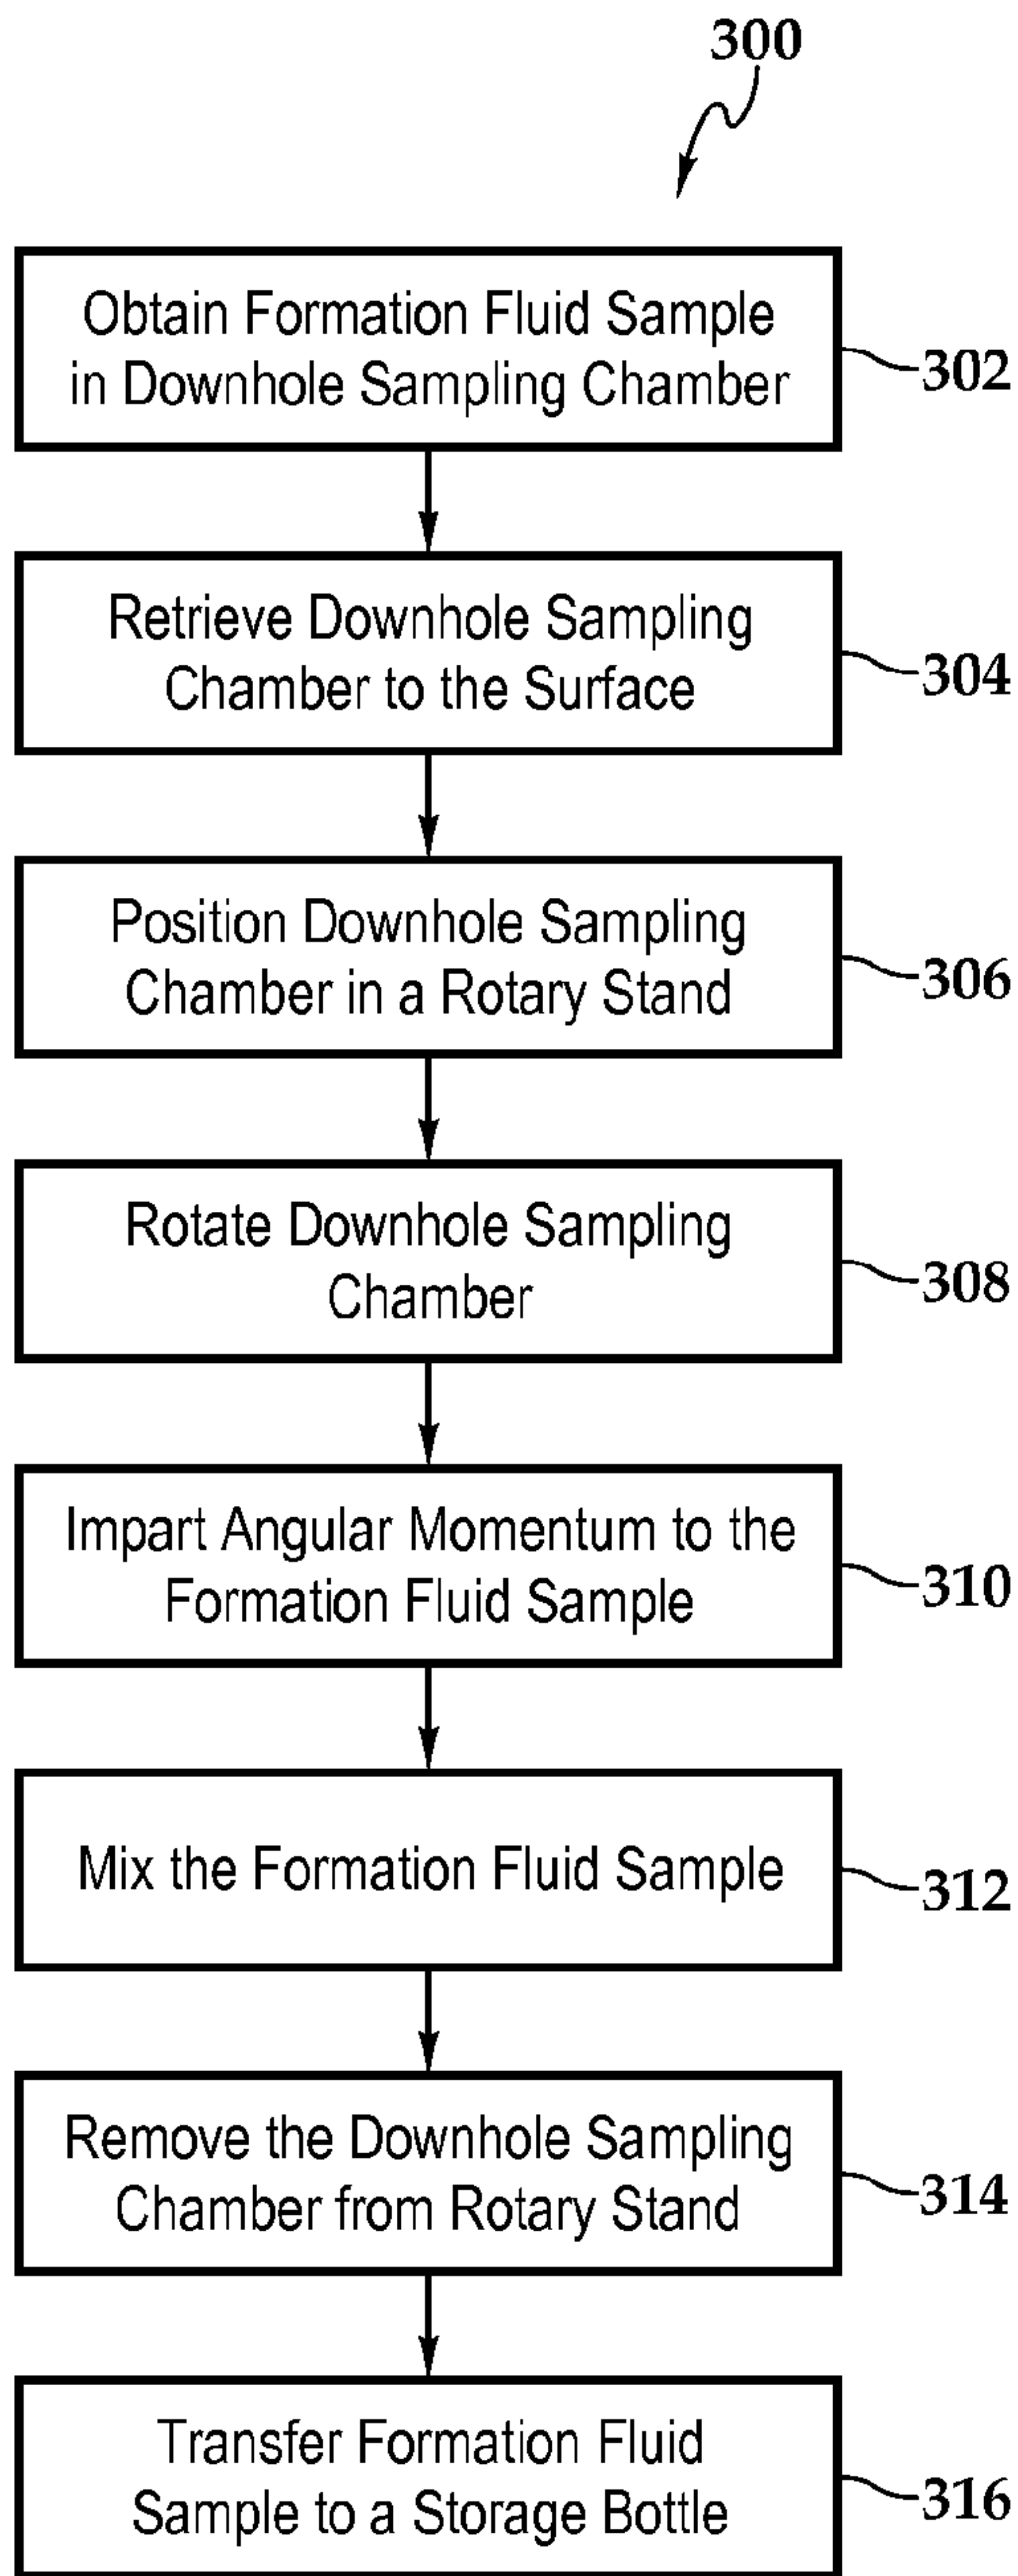 300
Obtain Formation Fluid Sample
in Downhole Sampling Chamber
302
Retrieve Downhole Sampling
Chamber to the Surface
304
Position Downhole Sampling
Chamber in a Rotary Stand
306
Rotate Downhole Sampling
Chamber
308
Impart Angular Momentum to the
Formation Fluid Sample
310
Mix the Formation Fluid Sample
312
Remove the Downhole Sampling
Chamber from Rotary Stand
314
Transfer Formation Fluid
Sample to a Storage Bottle
316